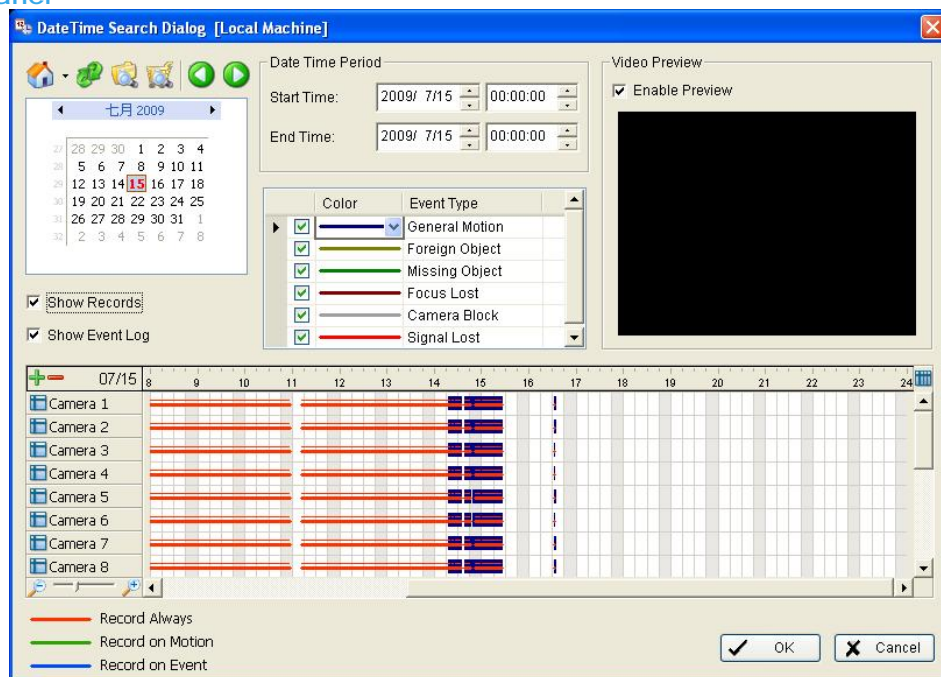 DateTime Search Dialog [Local Machine]
Date Time Period
Start Time: 2009/ 7/15 00:00:00
End Time: 2009/ 7/15 00:00:00
Video Preview
Enable Preview
七月 2009
27 28 29 30 1 2 3 4
28 5 6 7 8 9 10 11
29 12 13 14 15 16 17 18
30 19 20 21 22 23 24 25
31 26 27 28 29 30 31 1
32 2 3 4 5 6 7 8
Show Records
Show Event Log
Color Event Type
General Motion
Foreign Object
Missing Object
Focus Lost
Camera Block
Signal Lost
07/15 8 9 10 11 12 13 14 15 16 17 18 19 20 21 22 23 24
Camera 1
Camera 2
Camera 3
Camera 4
Camera 5
Camera 6
Camera 7
Camera 8
Record Always
Record on Motion
Record on Event
OK
Cancel